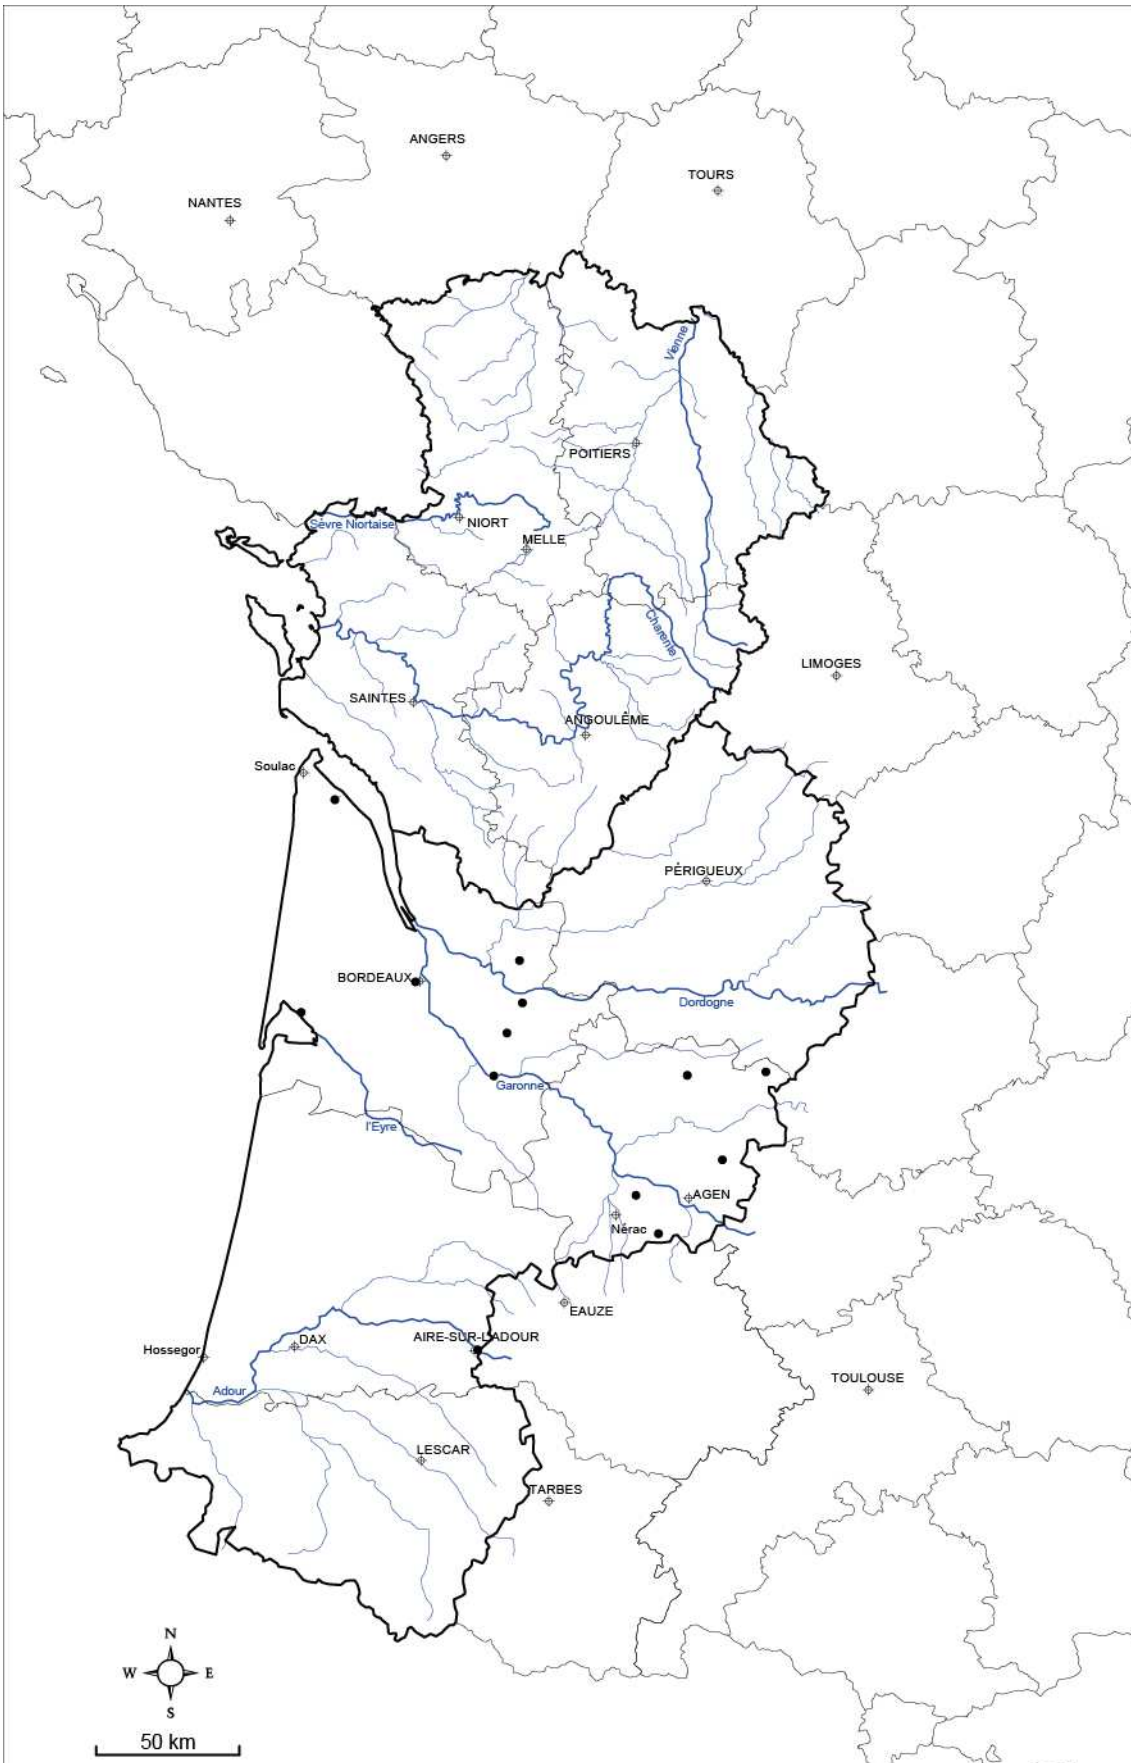 ANGERS
TOURS
NANTES
Vienne
POITIERS
Sèvre Niortaise
NIORT
MELLE
Charente
LIMOGES
SAINTES
ANGOULÊME
Soulac
PÉRIGUEUX
BORDEAUX
Dordogne
Garonne
l'Eyre
AGEN
Nérac
EAUZE
AIRE-SUR-L'ADOUR
DAX
Hossegor
TOULOUSE
Adour
LESCAR
TARBES
N
W E
S
50 km